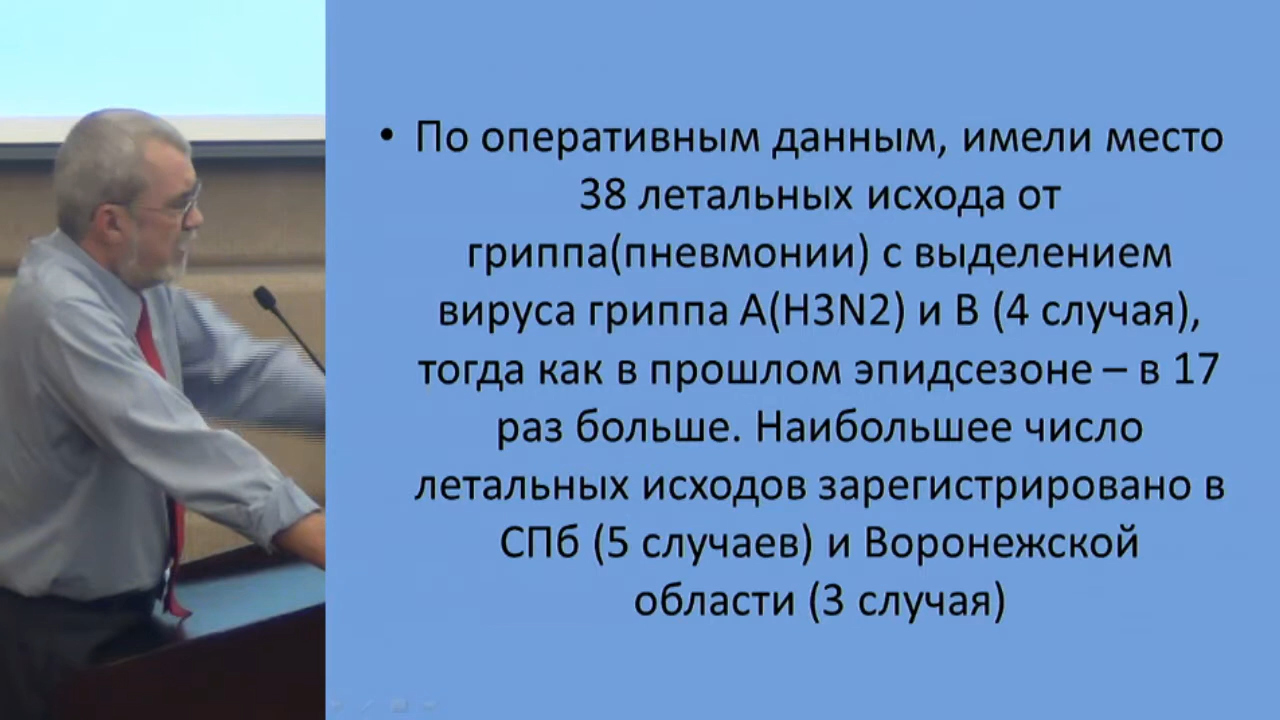 • По оперативным данным, имели место
38 летальных исхода от
гриппа(пневмонии) с выделением
вируса гриппа A(H3N2) и В (4 случая),
тогда как в прошлом эпидсезоне – в 17
раз больше. Наибольшее число
летальных исходов зарегистрировано в
СПб (5 случаев) и Воронежской
области (3 случая)